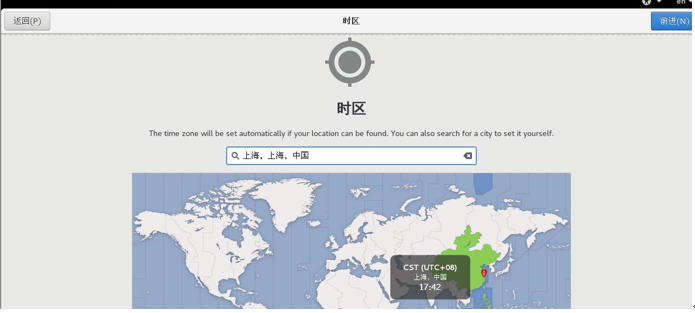 en
返回(P)
时区
前进(N)
时区
The time zone will be set automatically if your location can be found. You can also search for a city to set it yourself.
上海，上海，中国
CST (UTC+08)
上海，中国
17:42